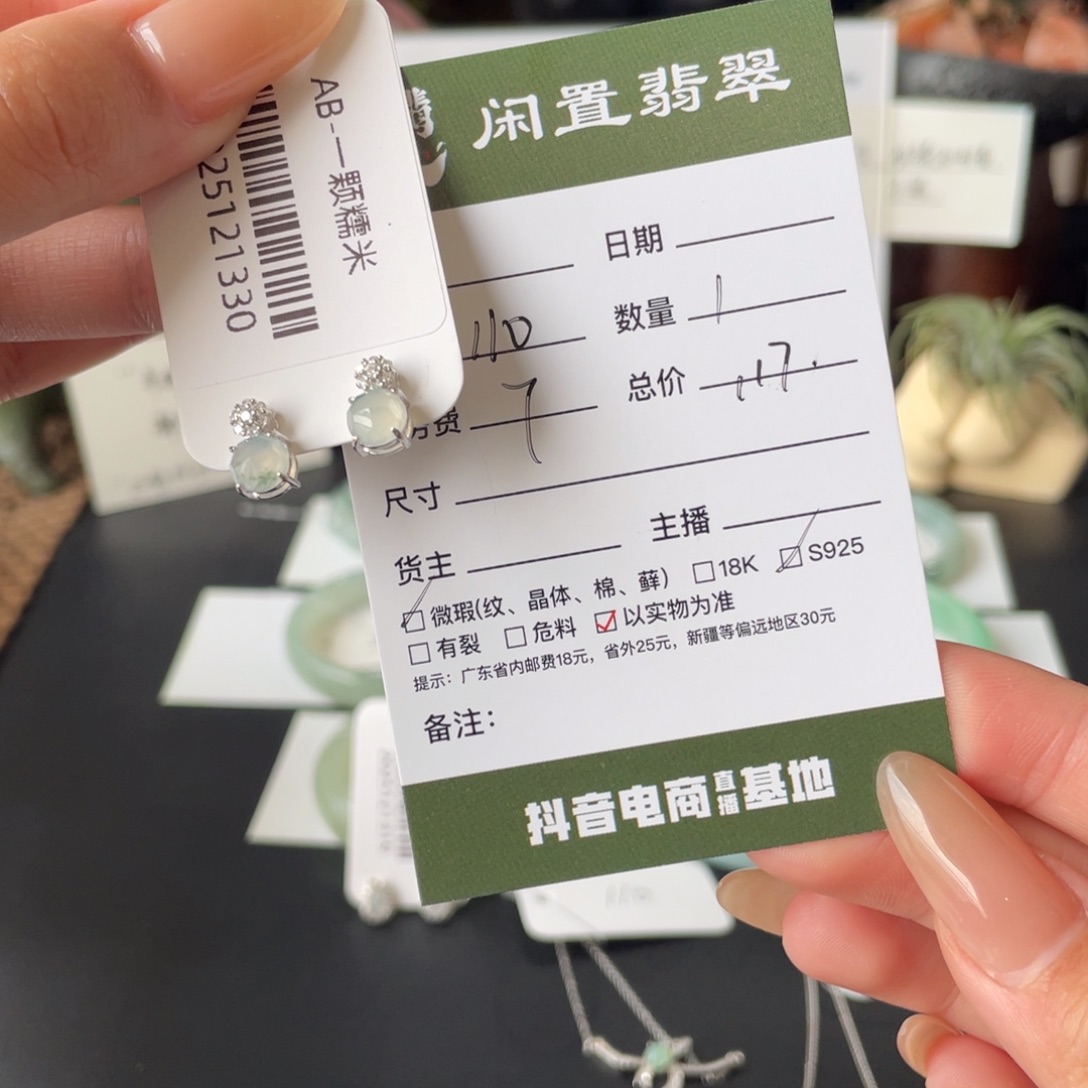 AB-一颗糯米
25121330
闲置翡翠
日期
110
数量 1
费 7
总价 117.
尺寸
货主
主播
微瑕(纹、晶体、棉、藓) 18K S925
有裂 危料 以实物为准
提示：广东省内邮费18元，省外25元，新疆等偏远地区30元
备注：
抖音电商直播基地